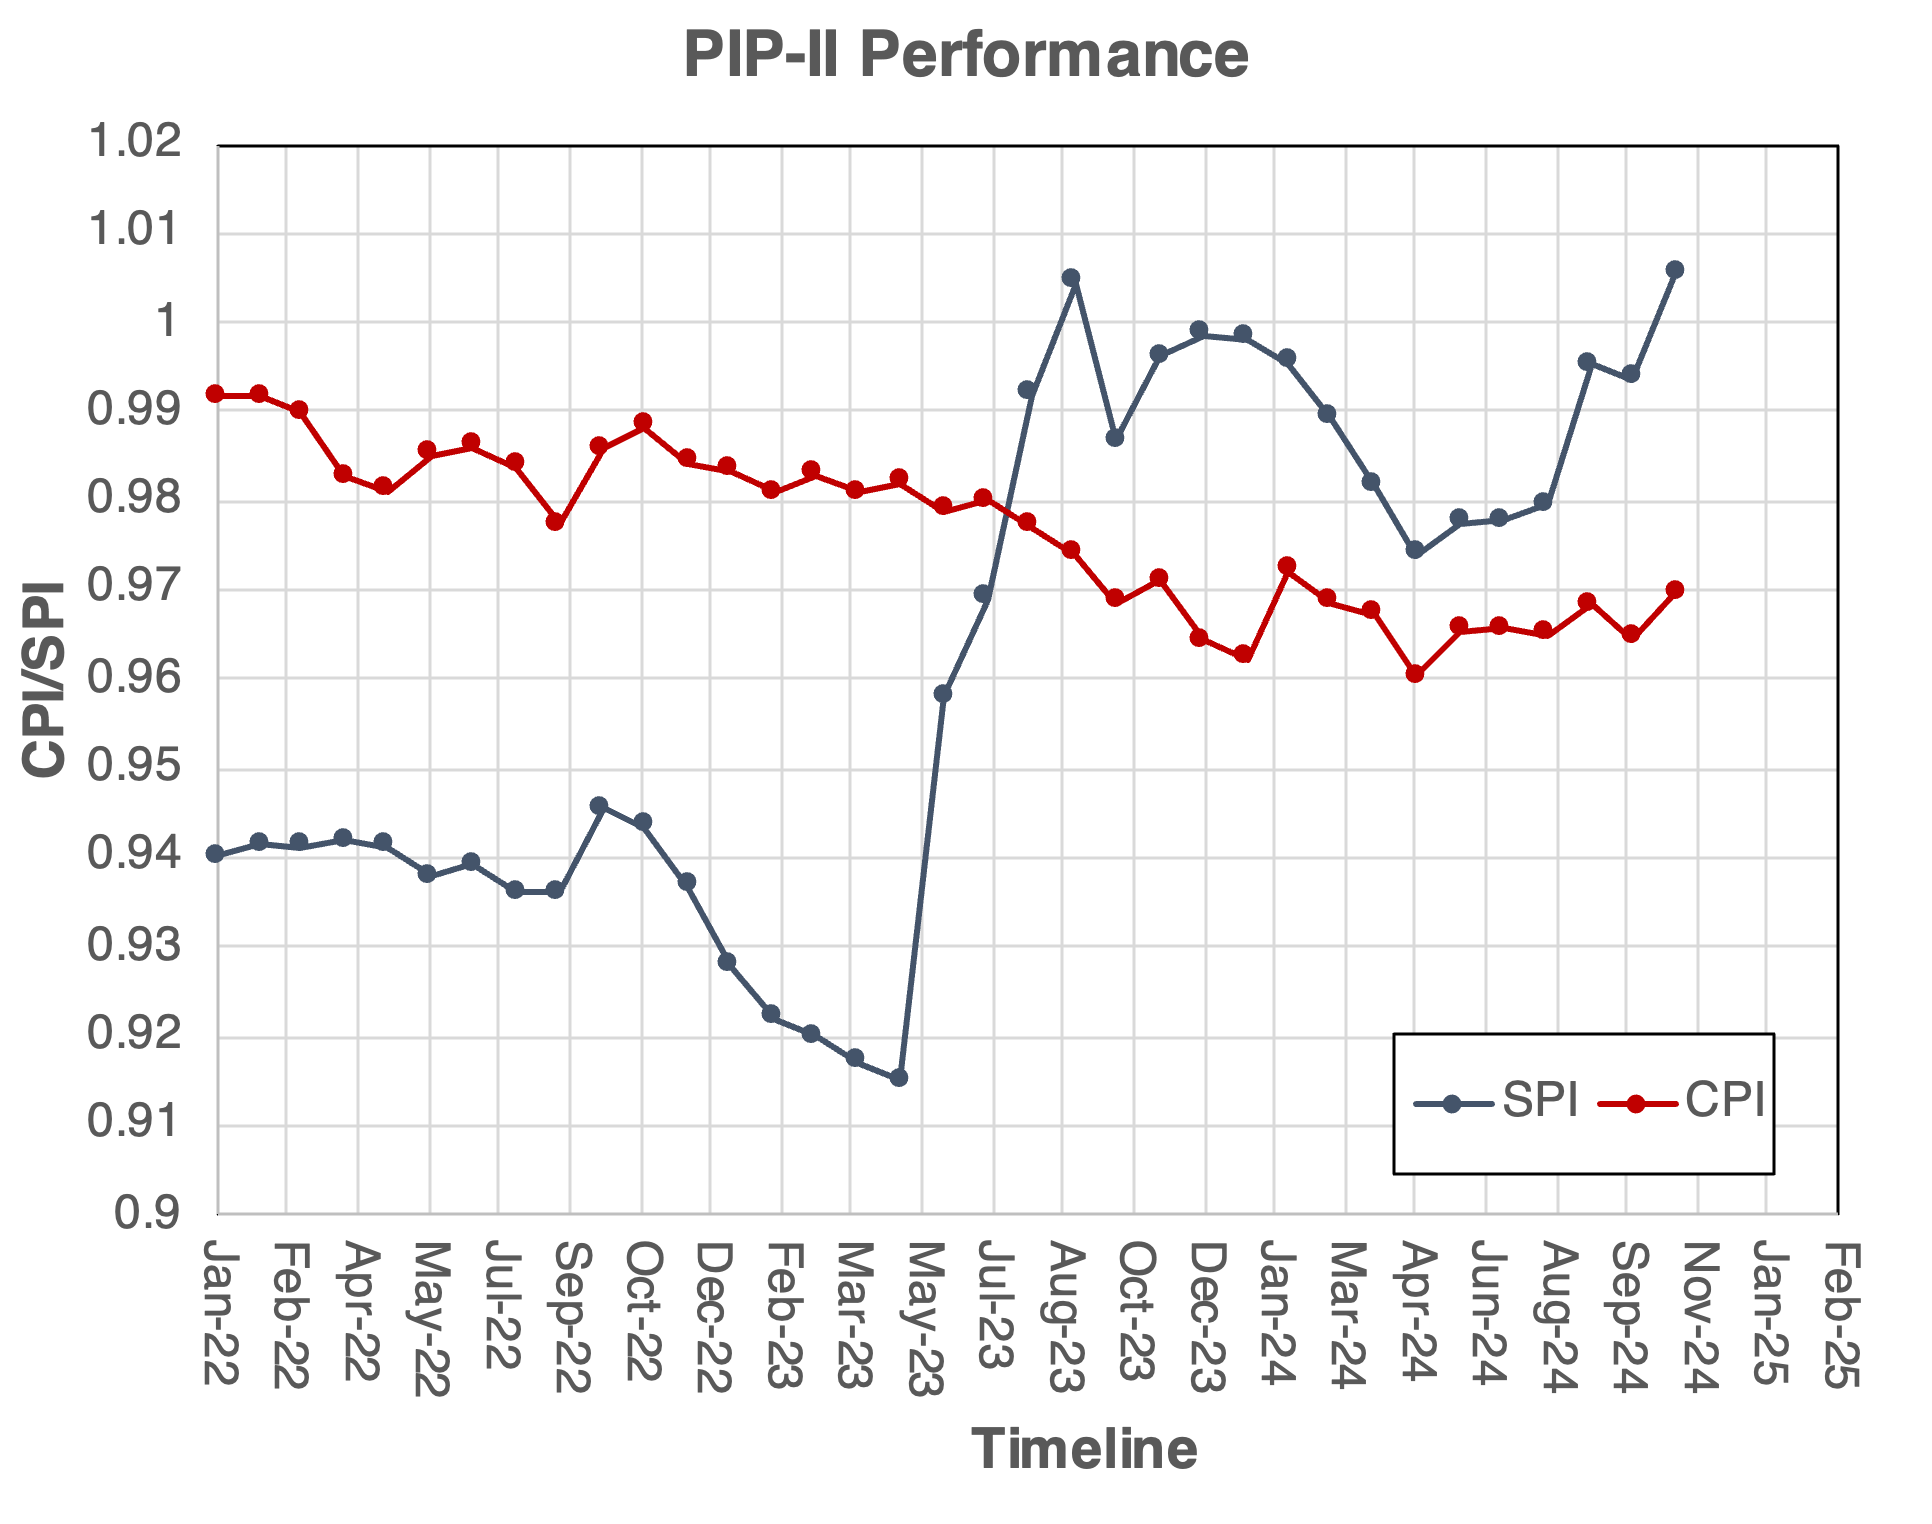 PIP-II Performance
1.02
1.01
1
0.99
0.98
0.97
0.96
0.95
0.94
0.93
0.92
0.91
0.9
CPI/SPI
SPI CPI
Jan-22
Feb-22
Apr-22
May-22
Jul-22
Sep-22
Oct-22
Dec-22
Feb-23
Mar-23
May-23
Jul-23
Aug-23
Oct-23
Dec-23
Jan-24
Mar-24
Apr-24
Jun-24
Aug-24
Sep-24
Nov-24
Jan-25
Feb-25
Timeline